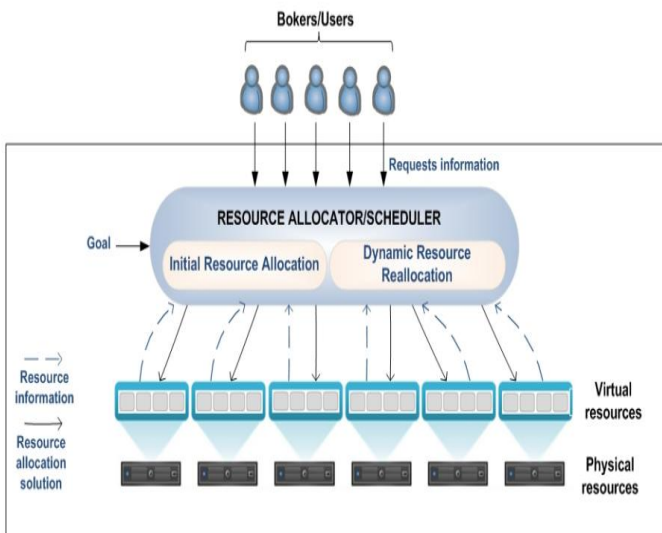 Bokers/Users
Requests information
RESOURCE ALLOCATOR/SCHEDULER
Goal
Initial Resource Allocation
Dynamic Resource
Reallocation
Resource
information
Virtual
resources
Resource
allocation
solution
Physical
resources